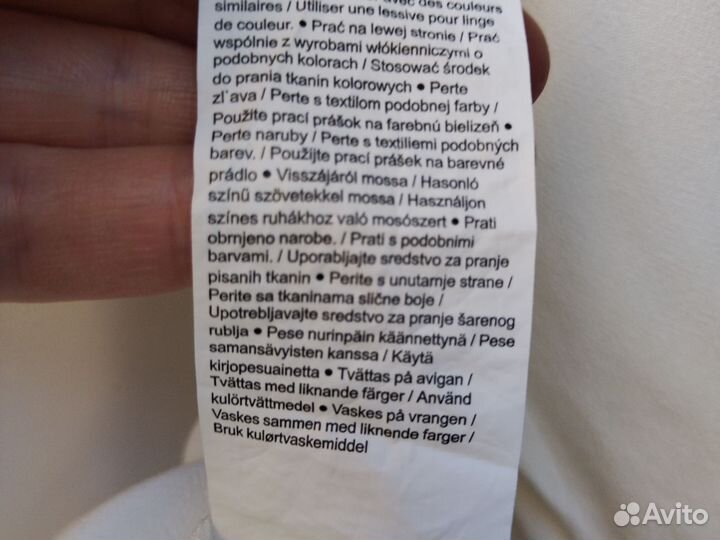 avec des couleurs
similaires / Utiliser une lessive pour linge
de couleur. • Prać na lewej stronie / Prać
wspólnie z wyrobami włókienniczymi o
podobnych kolorach / Stosować środek
do prania tkanin kolorowych • Perte
zl'ava / Perte s textilom podobnej farby /
Použite prací prášok na farebnú bielizeň •
Perte naruby / Perte s textiliemi podobných
barev. / Použijte prací prášek na barevné
prádlo • Visszájáról mossa / Hasonló
színű szövetekkel mossa / Használjon
színes ruhákhoz való mosószert • Prati
obrnjeno narobe. / Prati s podobnimi
barvami. / Uporabljajte sredstvo za pranje
pisanih tkanin • Perite s unutarnje strane /
Perite sa tkaninama slične boje /
Upotrebljavajte sredstvo za pranje šarenog
rublja • Pese nurinpäin käännettynä / Pese
samansävyisten kanssa / Käytä
kirjopesuainetta • Tvättas på avigan /
Tvättas med liknande färger / Använd
kulörtvättmedel • Vaskes på vrangen /
Vaskes sammen med liknende farger /
Bruk kulørtvaskemiddel
Avito